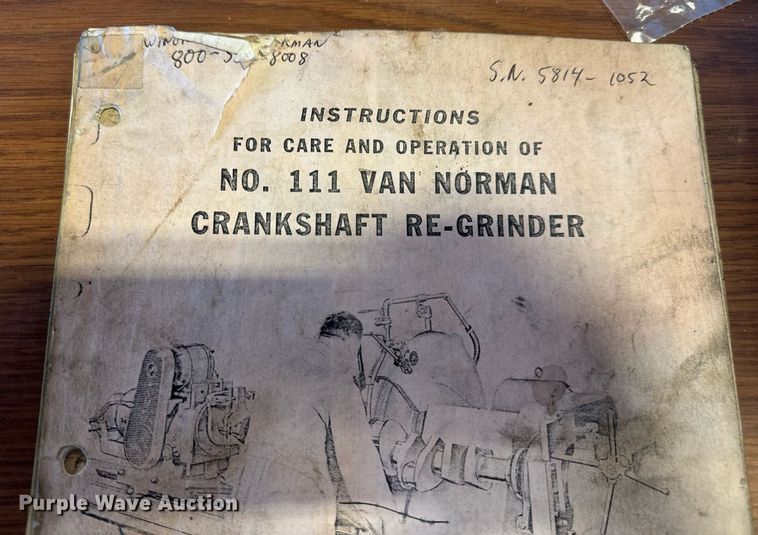 800-5 8008
S.N. 5814-1052
INSTRUCTIONS
FOR CARE AND OPERATION OF
NO. 111 VAN NORMAN
CRANKSHAFT RE-GRINDER
Purple Wave Auction